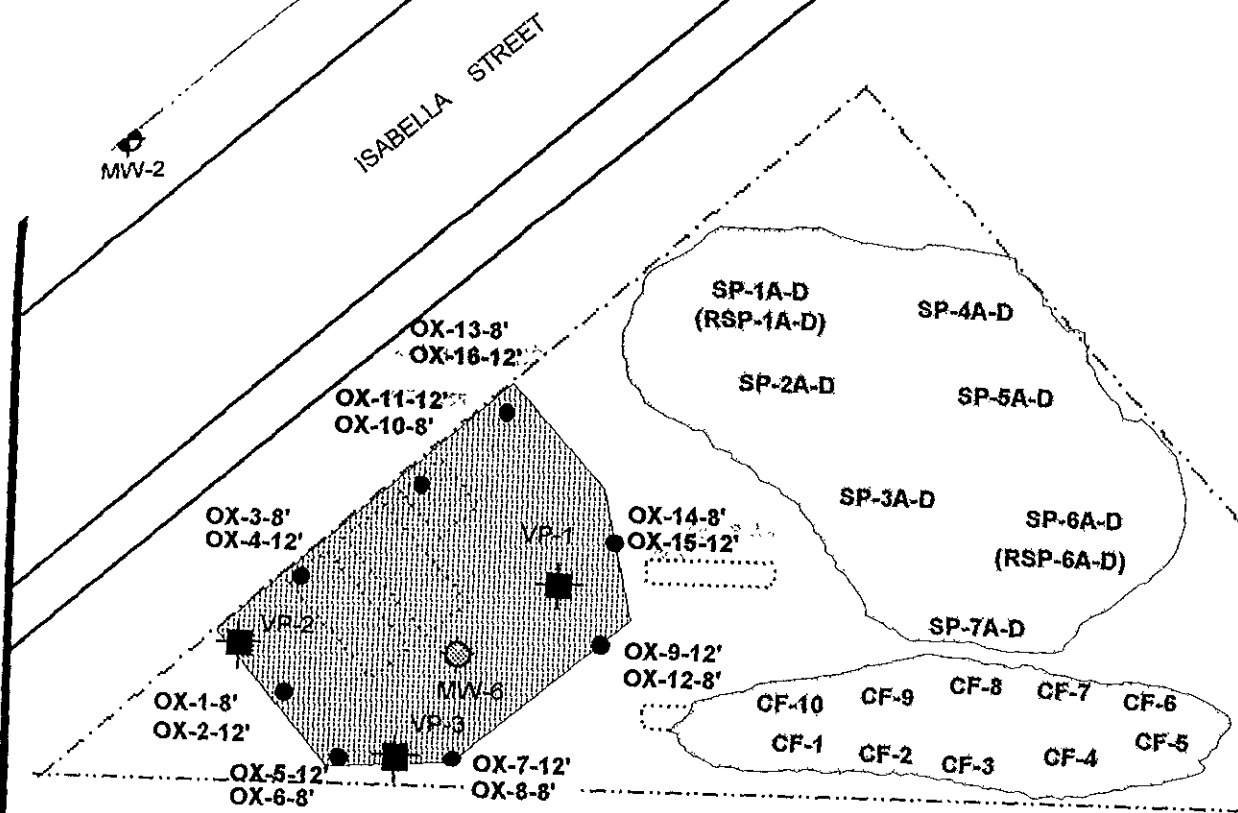 ISABELLA STREET
MW-2
SP-1A-D
(RSP-1A-D)
SP-4A-D
OX-13-8'
OX-16-12'
SP-2A-D
SP-5A-D
OX-11-12'
OX-10-8'
SP-3A-D
OX-3-8'
OX-4-12'
OX-14-8'
OX-15-12'
VP-1
SP-6A-D
(RSP-6A-D)
VP-2
SP-7A-D
OX-9-12'
OX-12-8'
MW-6
OX-1-8'
OX-2-12'
VP-3
CF-10
CF-9
CF-8
CF-7
CF-6
CF-1
CF-2
CF-3
CF-4
CF-5
OX-5-12'
OX-6-8'
OX-7-12'
OX-8-8'